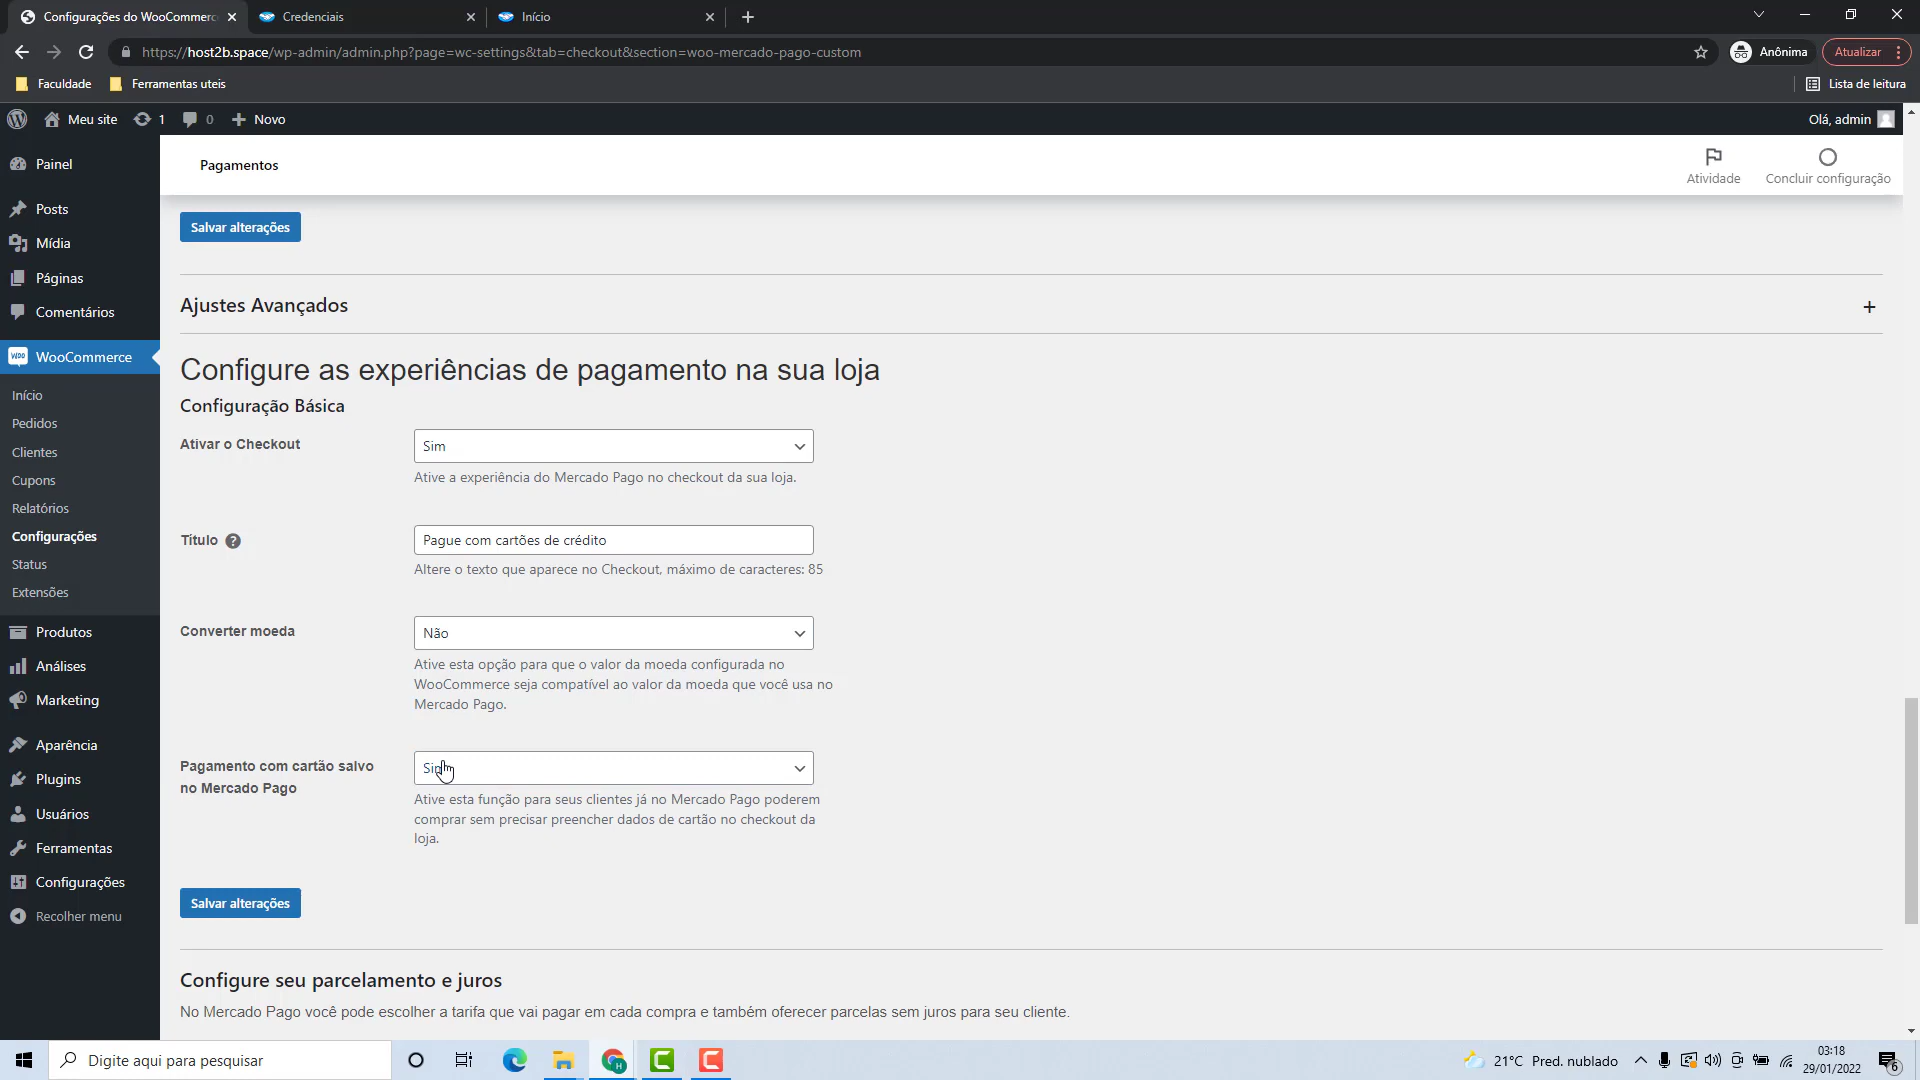 Configurações do WooCommerc
Credenciais
Início
https://host2b.space/wp-admin/admin.php?page=wc-settings&tab=checkout&section=woo-mercado-pago-custom
Anônima
Atualizar
Faculdade
Ferramentas uteis
Lista de leitura
Meu site
1
0
Novo
Olá, admin
Painel
Posts
Mídia
Páginas
Comentários
WooCommerce
Início
Pedidos
Clientes
Cupons
Relatórios
Configurações
Status
Extensões
Produtos
Análises
Marketing
Aparência
Plugins
Usuários
Ferramentas
Configurações
Recolher menu
Pagamentos
Atividade
Concluir configuração
Salvar alterações
Ajustes Avançados
+
Configure as experiências de pagamento na sua loja
Configuração Básica
Ativar o Checkout
Sim
Ative a experiência do Mercado Pago no checkout da sua loja.
Título ?
Pague com cartões de crédito
Altere o texto que aparece no Checkout, máximo de caracteres: 85
Converter moeda
Não
Ative esta opção para que o valor da moeda configurada no
WooCommerce seja compatível ao valor da moeda que você usa no
Mercado Pago.
Pagamento com cartão salvo
no Mercado Pago
Sim
Ative esta função para seus clientes já no Mercado Pago poderem
comprar sem precisar preencher dados de cartão no checkout da
loja.
Salvar alterações
Configure seu parcelamento e juros
No Mercado Pago você pode escolher a tarifa que vai pagar em cada compra e também oferecer parcelas sem juros para seu cliente.
Digite aqui para pesquisar
21°C Pred. nublado
03:18
29/01/2022
6